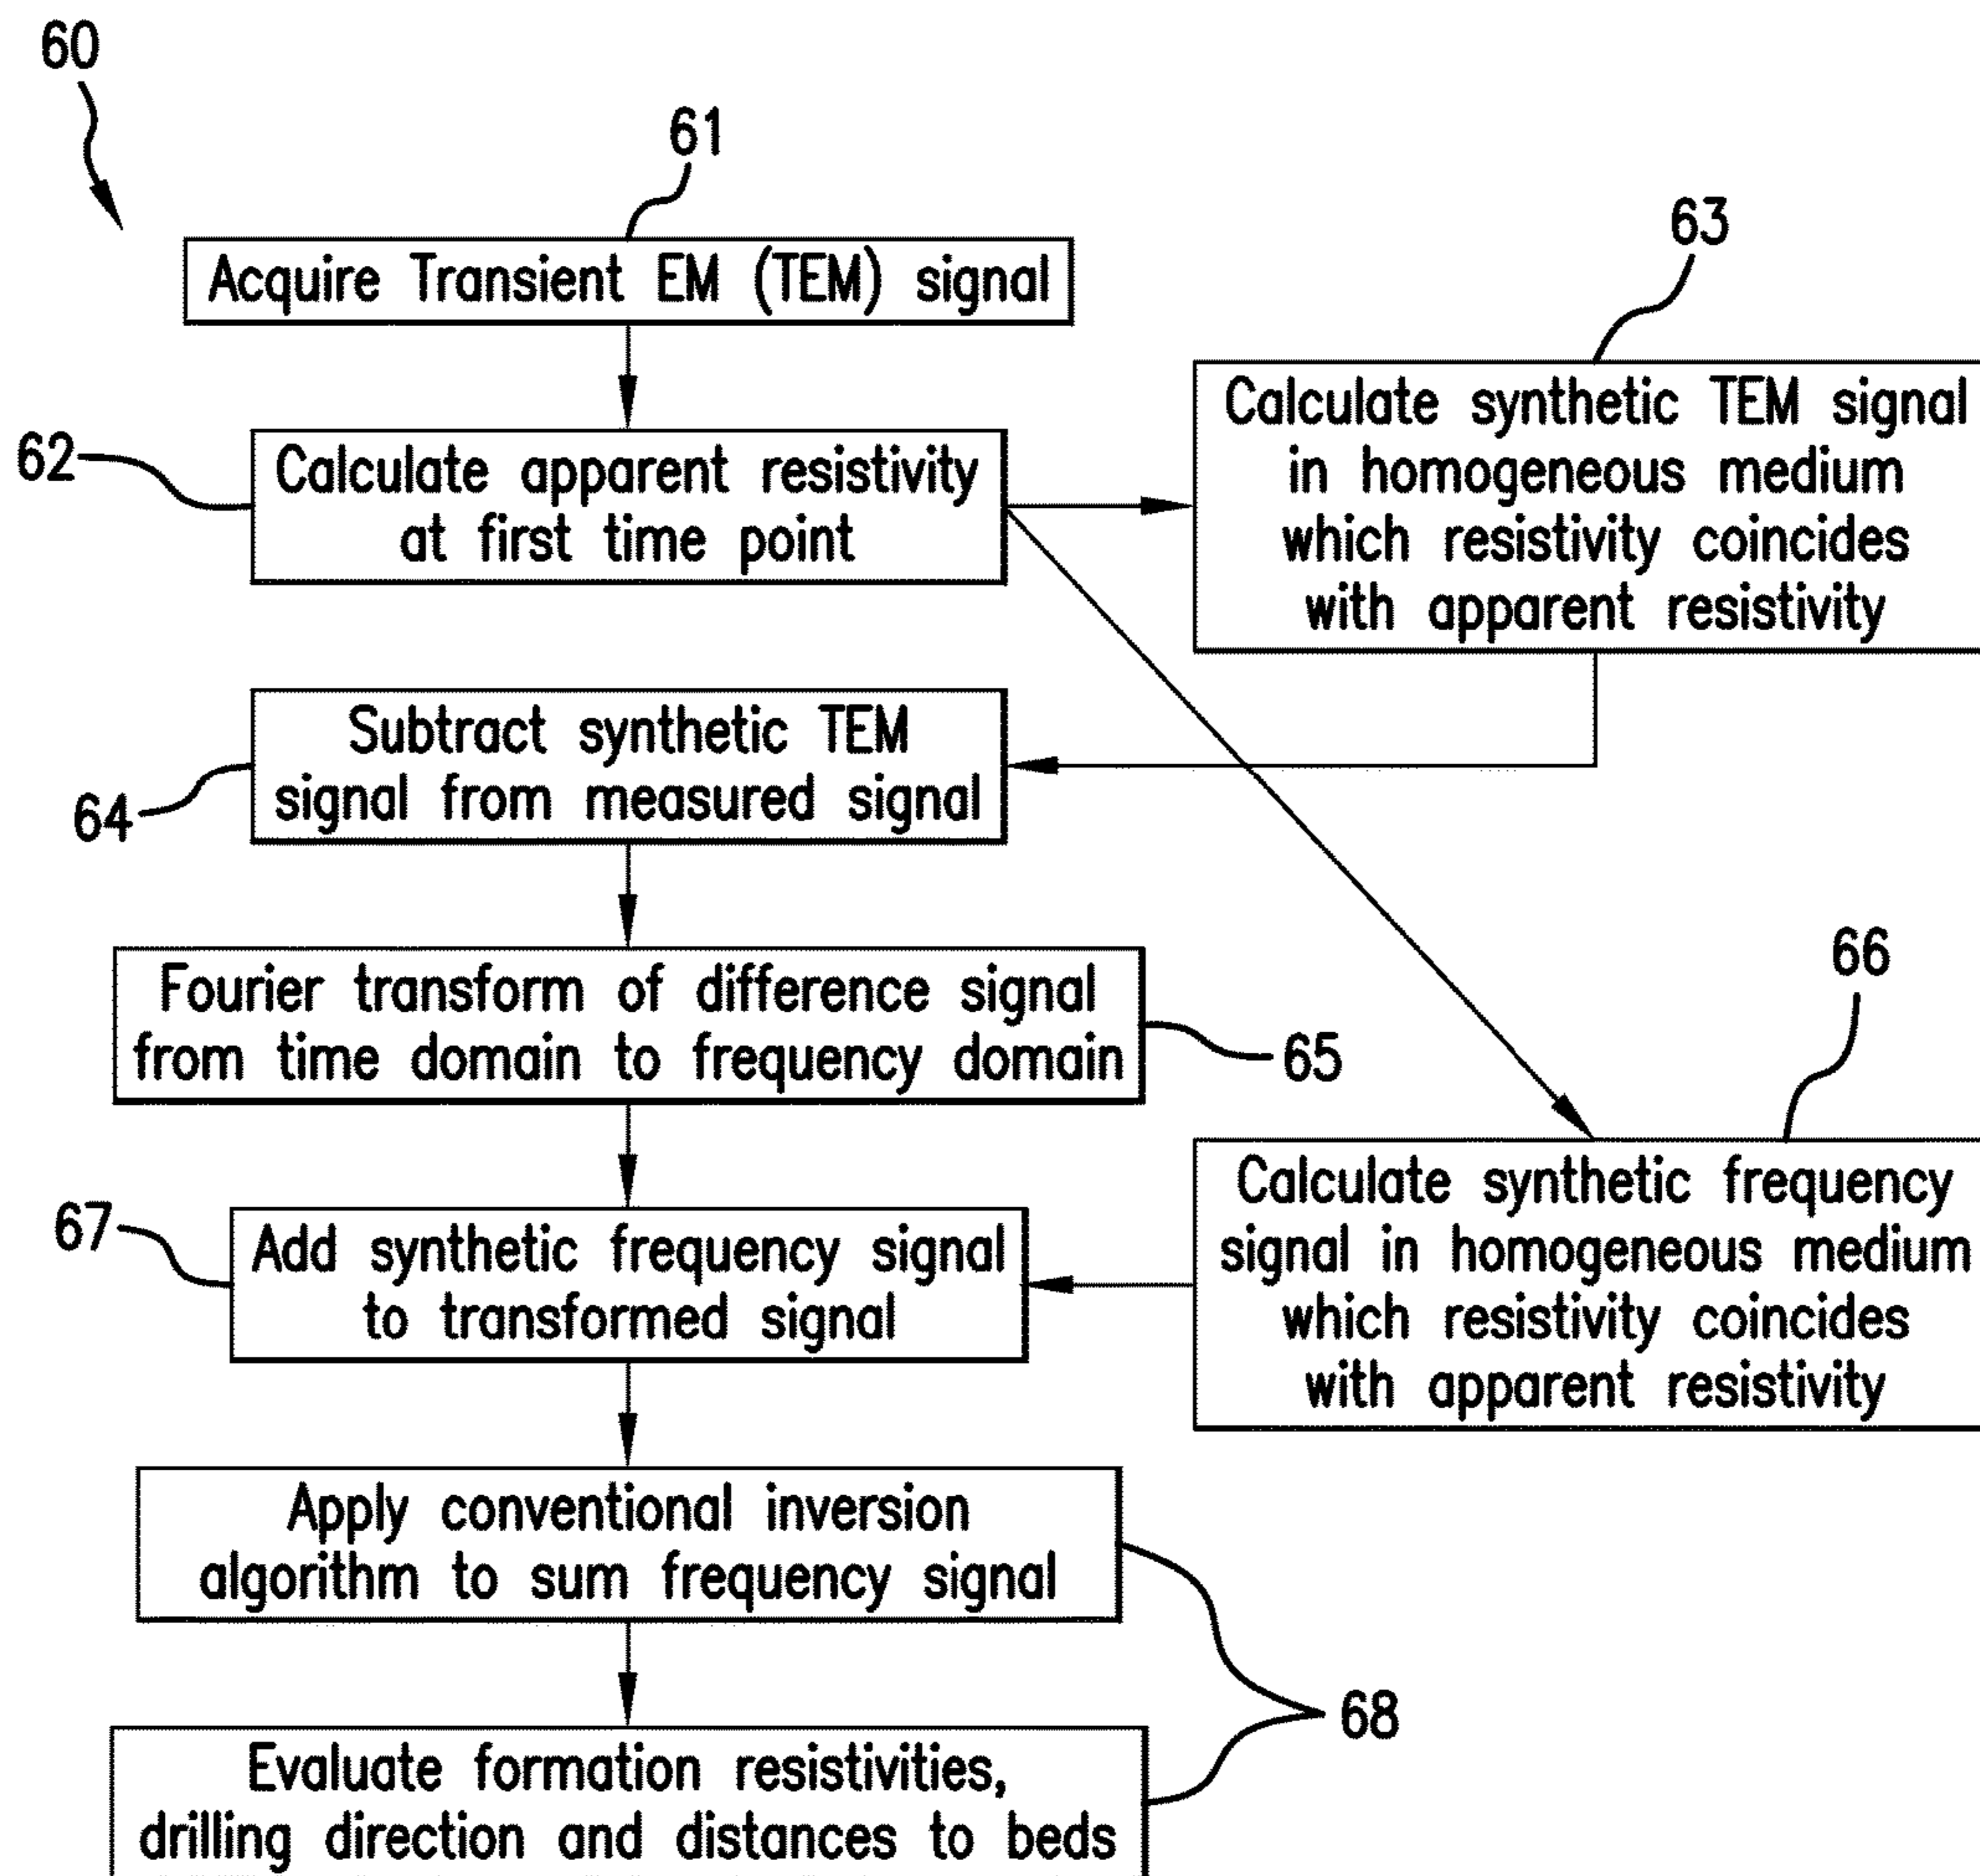 60
61
Acquire Transient EM (TEM) signal
62
Calculate apparent resistivity
at first time point
63
Calculate synthetic TEM signal
in homogeneous medium
which resistivity coincides
with apparent resistivity
64
Subtract synthetic TEM
signal from measured signal
Fourier transform of difference signal
from time domain to frequency domain
65
66
Calculate synthetic frequency
signal in homogeneous medium
which resistivity coincides
with apparent resistivity
67
Add synthetic frequency signal
to transformed signal
Apply conventional inversion
algorithm to sum frequency signal
68
Evaluate formation resistivities,
drilling direction and distances to beds